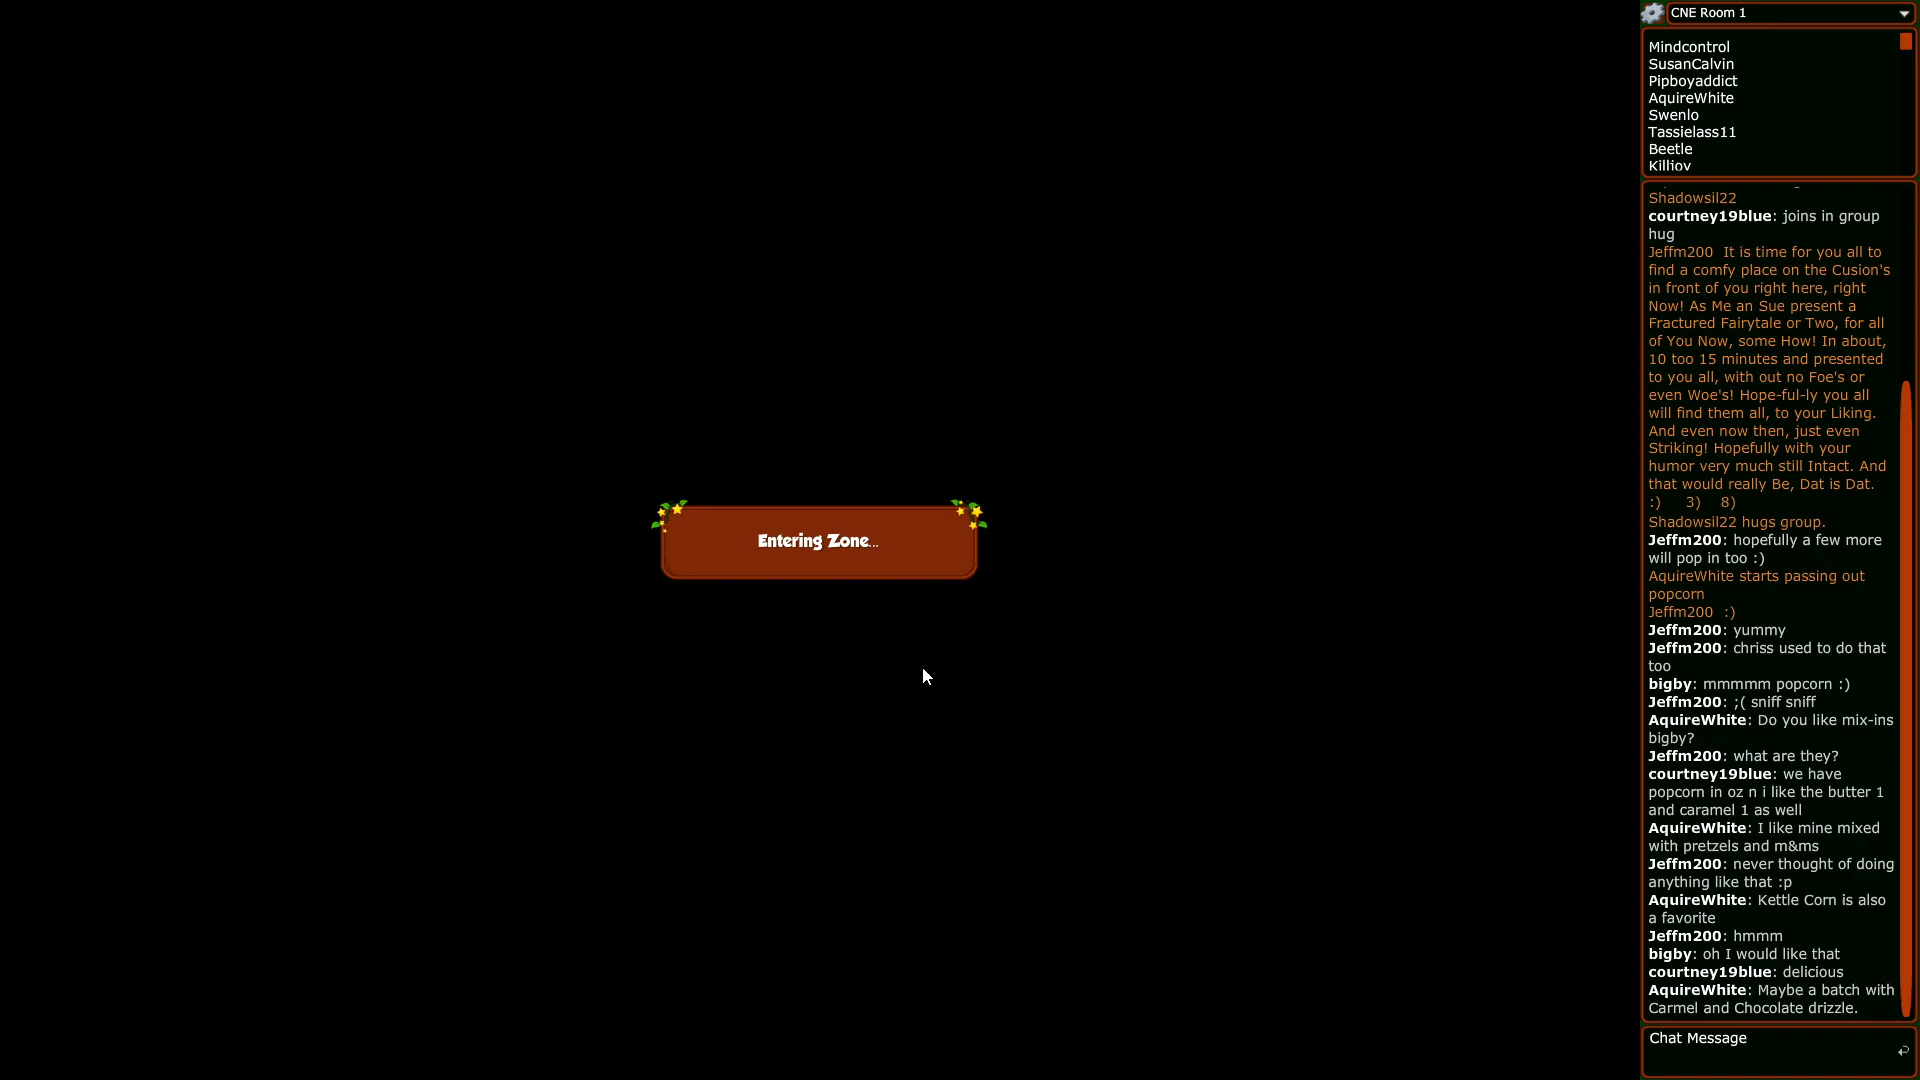 CNE Room 1
Mindcontrol
SusanCalvin
Pipboyaddict
AquireWhite
Swenlo
Tassielass11
Beetle
Killjoy
Shadowsil22
courtney19blue: joins in group
hug
Jeffm200  It is time for you all to
find a comfy place on the Cusion's
in front of you right here, right
Now! As Me an Sue present a
Fractured Fairytale or Two, for all
of You Now, some How! In about,
10 too 15 minutes and presented
to you all, with out no Foe's or
even Woe's! Hope-ful-ly you all
will find them all, to your Liking.
And even now then, just even
Striking! Hopefully with your
humor very much still Intact. And
that would really Be, Dat is Dat.
:)     3)    8)
Shadowsil22 hugs group.
Jeffm200: hopefully a few more
will pop in too :)
AquireWhite starts passing out
popcorn
Jeffm200  :)
Jeffm200: yummy
Jeffm200: chriss used to do that
too
bigby: mmmmm popcorn :)
Jeffm200: ;( sniff sniff
AquireWhite: Do you like mix-ins
bigby?
Jeffm200: what are they?
courtney19blue: we have
popcorn in oz n i like the butter 1
and caramel 1 as well
AquireWhite: I like mine mixed
with pretzels and m&ms
Jeffm200: never thought of doing
anything like that :p
AquireWhite: Kettle Corn is also
a favorite
Jeffm200: hmmm
bigby: oh I would like that
courtney19blue: delicious
AquireWhite: Maybe a batch with
Carmel and Chocolate drizzle.
Chat Message
Entering Zone...